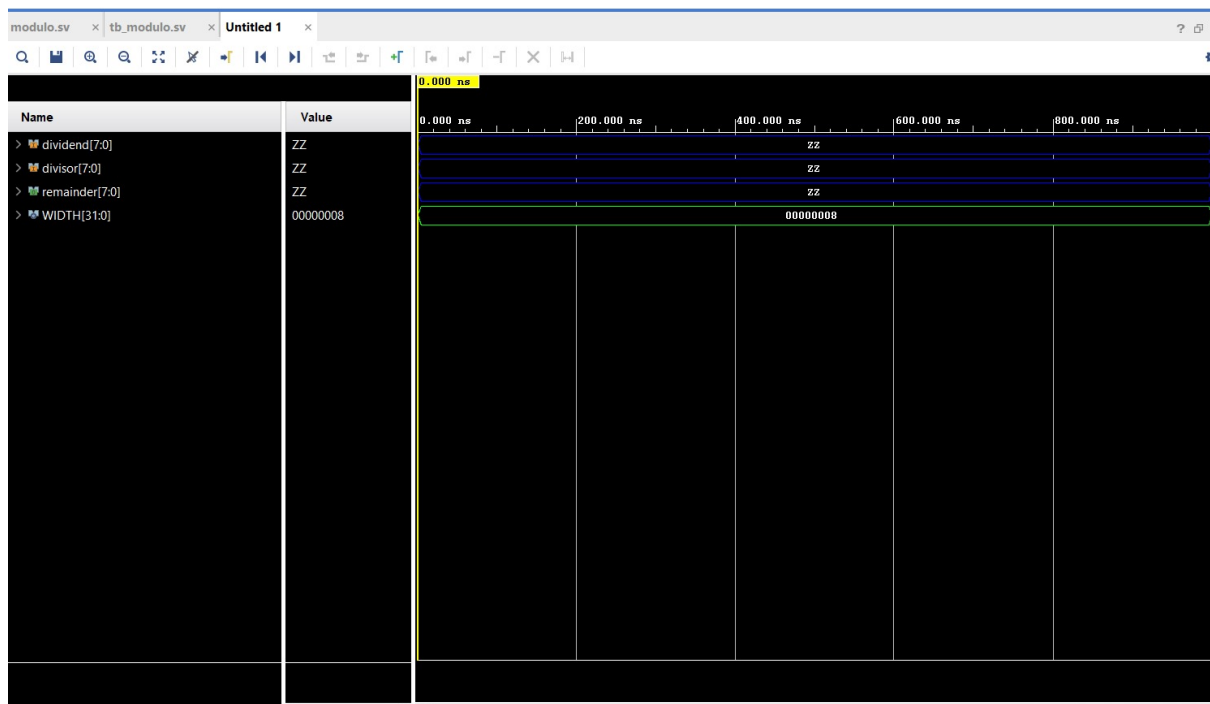 modulo.sv × tb_modulo.sv × Untitled 1 × ?
0.000 ns
Name Value 0.000 ns 200.000 ns 400.000 ns 600.000 ns 800.000 ns
> dividend[7:0] ZZ ZZ
> divisor[7:0] ZZ ZZ
> remainder[7:0] ZZ ZZ
> WIDTH[31:0] 00000008 00000008